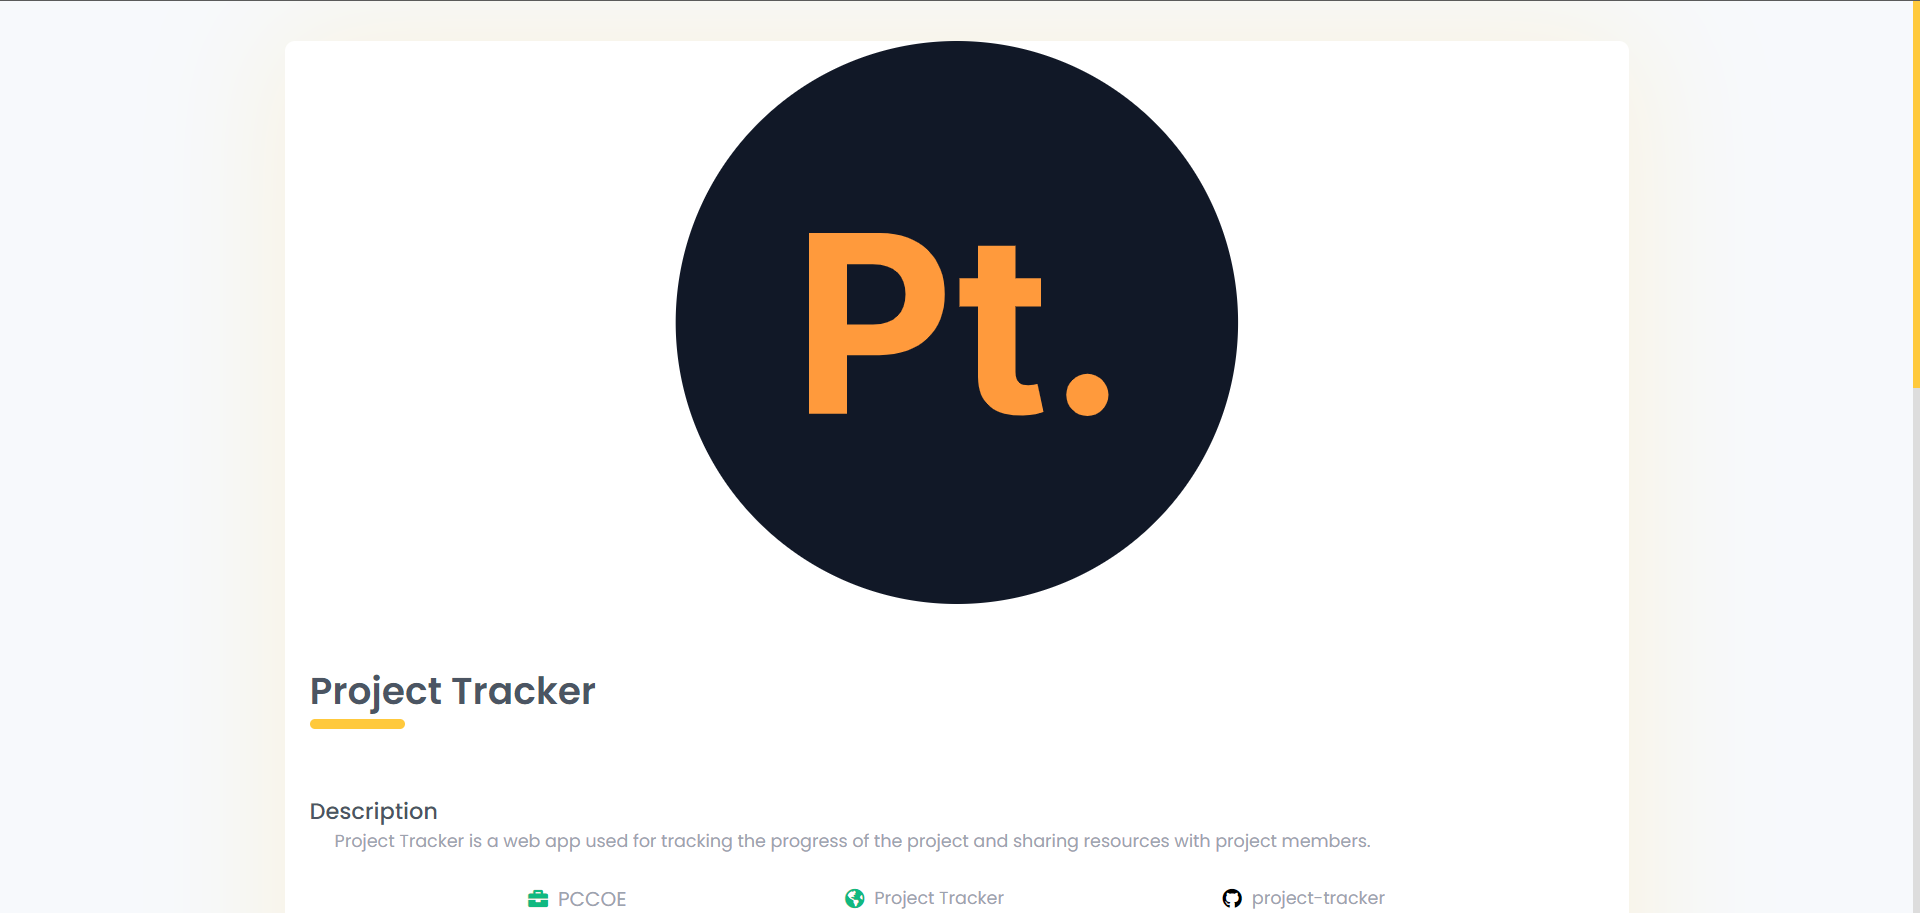 Pt.
Project Tracker
Description
Project Tracker is a web app used for tracking the progress of the project and sharing resources with project members.
PCCOE Project Tracker project-tracker